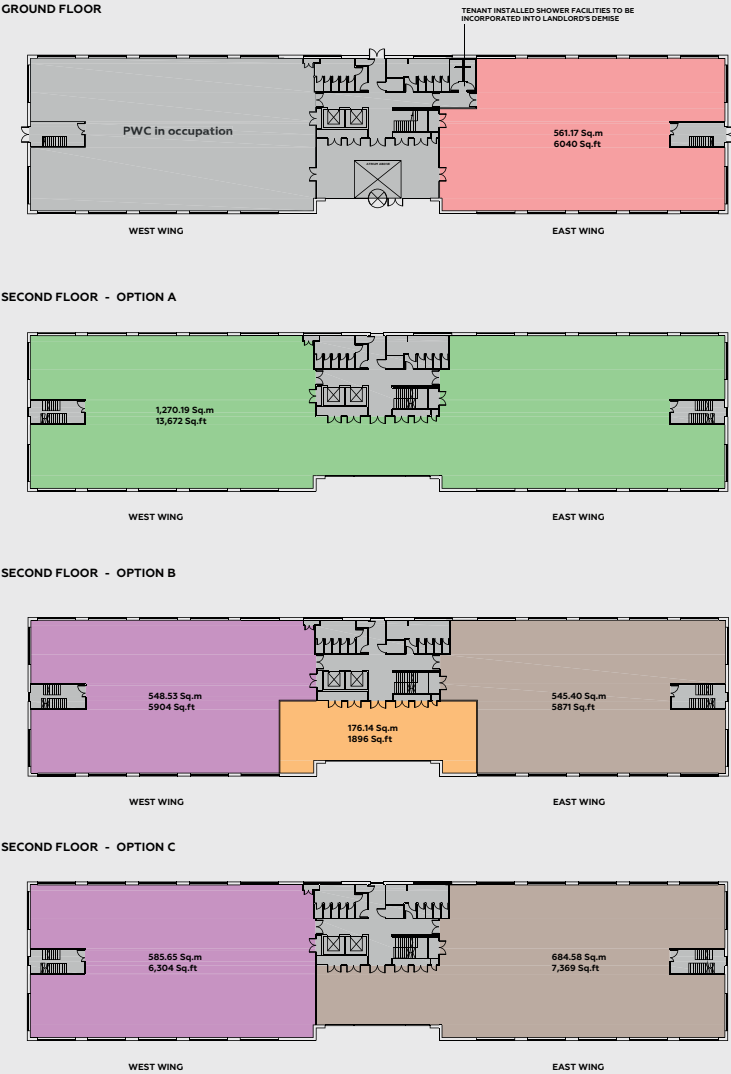 GROUND FLOOR
TENANT INSTALLED SHOWER FACILITIES TO BE
INCORPORATED INTO LANDLORD'S DEMISE
PWC in occupation
561.17 Sq.m
6040 Sq.ft
WEST WING
EAST WING
SECOND FLOOR - OPTION A
1,270.19 Sq.m
13,672 Sq.ft
WEST WING
EAST WING
SECOND FLOOR - OPTION B
548.53 Sq.m
5904 Sq.ft
545.40 Sq.m
5871 Sq.ft
176.14 Sq.m
1896 Sq.ft
WEST WING
EAST WING
SECOND FLOOR - OPTION C
585.65 Sq.m
6,304 Sq.ft
684.58 Sq.m
7,369 Sq.ft
WEST WING
EAST WING